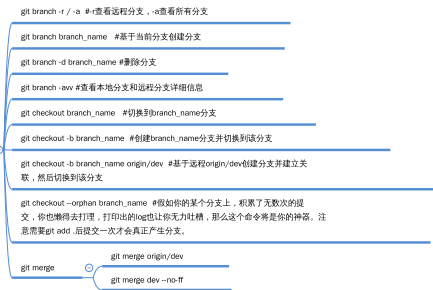 git branch -r / -a  #-r查看远程分支，-a查看所有分支
git branch branch_name   #基于当前分支创建分支
git branch -d branch_name #删除分支
git branch -avv #查看本地分支和远程分支详细信息
git checkout branch_name   #切换到branch_name分支
git checkout -b branch_name  #创建branch_name分支并切换到该分支
git checkout -b branch_name origin/dev  #基于远程origin/dev创建分支并建立关
联，然后切换到该分支
git checkout --orphan branch_name  #假如你的某个分支上，积累了无数次的提
交，你也懒得去打理，打印出的log也让你无力吐槽，那么这个命令将是你的神器。注
意需要git add .后提交一次才会真正产生分支。
git merge origin/dev
git merge
git merge dev --no-ff